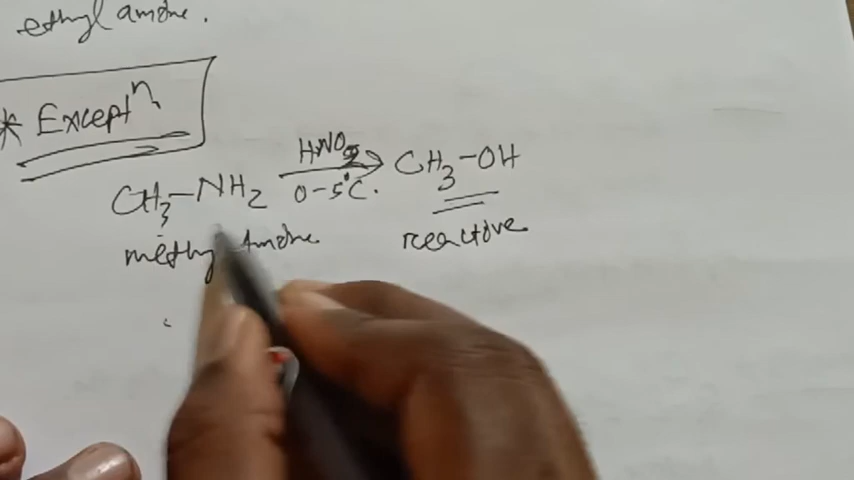 ethyl amine.
* Exceptⁿ
CH₃-NH₂ HNO₂ 0-5°C. CH₃-OH
methyl Amine reactive